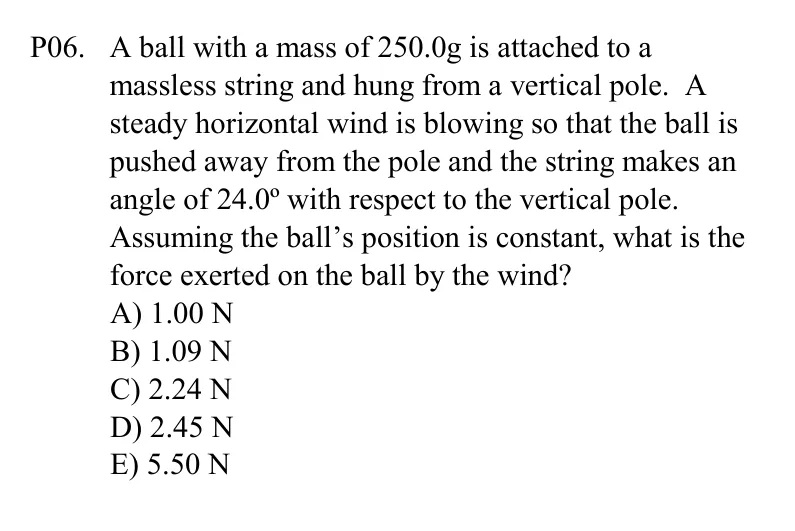 P06. A ball with a mass of 250.0g is attached to a
massless string and hung from a vertical pole. A
steady horizontal wind is blowing so that the ball is
pushed away from the pole and the string makes an
angle of 24.0º with respect to the vertical pole.
Assuming the ball’s position is constant, what is the
force exerted on the ball by the wind?
A) 1.00 N
B) 1.09 N
C) 2.24 N
D) 2.45 N
E) 5.50 N